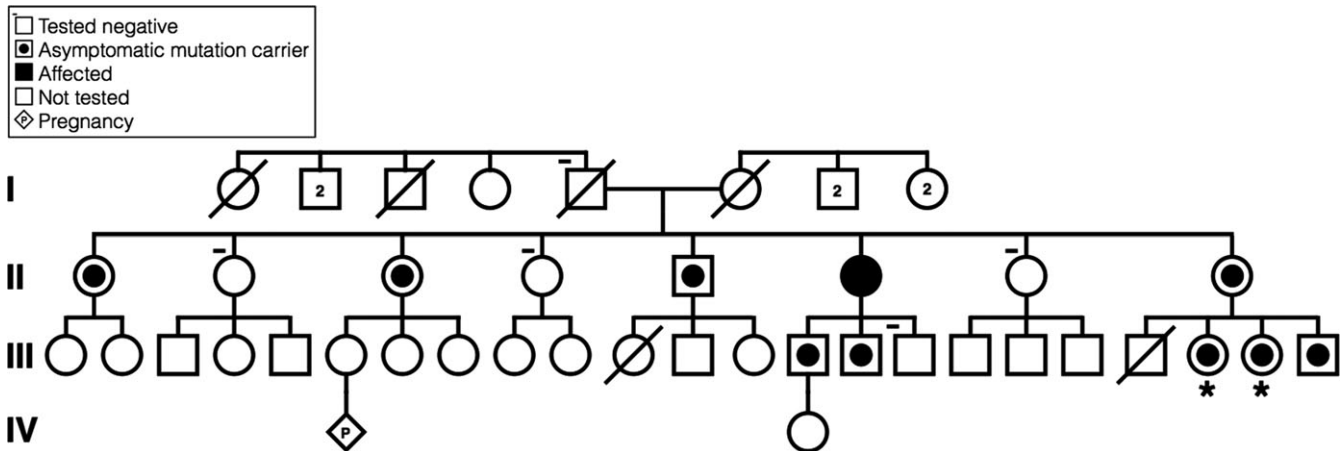 Tested negative
Asymptomatic mutation carrier
Affected
Not tested
P Pregnancy
I
2 2 2
II
III
* *
IV
P